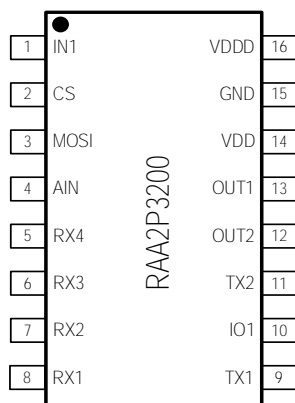 1 IN1 VDDD 16
2 CS GND 15
3 MOSI VDD 14
4 AIN OUT1 13
5 RX4 OUT2 12
6 RX3 TX2 11
7 RX2 IO1 10
8 RX1 TX1 9
RAA2P3200